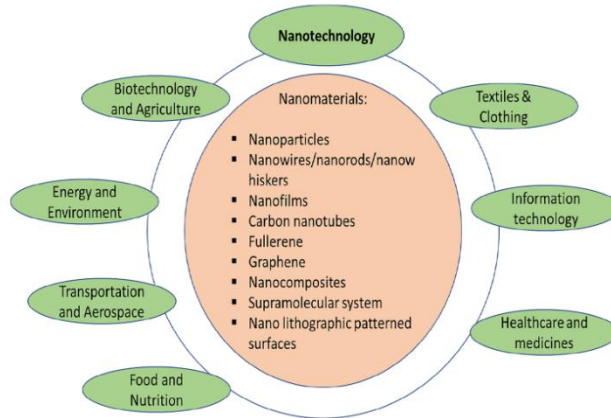 Nanotechnology
Biotechnology
and Agriculture
Textiles &
Clothing
Energy and
Environment
Information
technology
Transportation
and Aerospace
Healthcare and
medicines
Food and
Nutrition
Nanomaterials:
▪ Nanoparticles
▪ Nanowires/nanorods/nanow
hiskers
▪ Nanofilms
▪ Carbon nanotubes
▪ Fullerene
▪ Graphene
▪ Nanocomposites
▪ Supramolecular system
▪ Nano lithographic patterned
surfaces